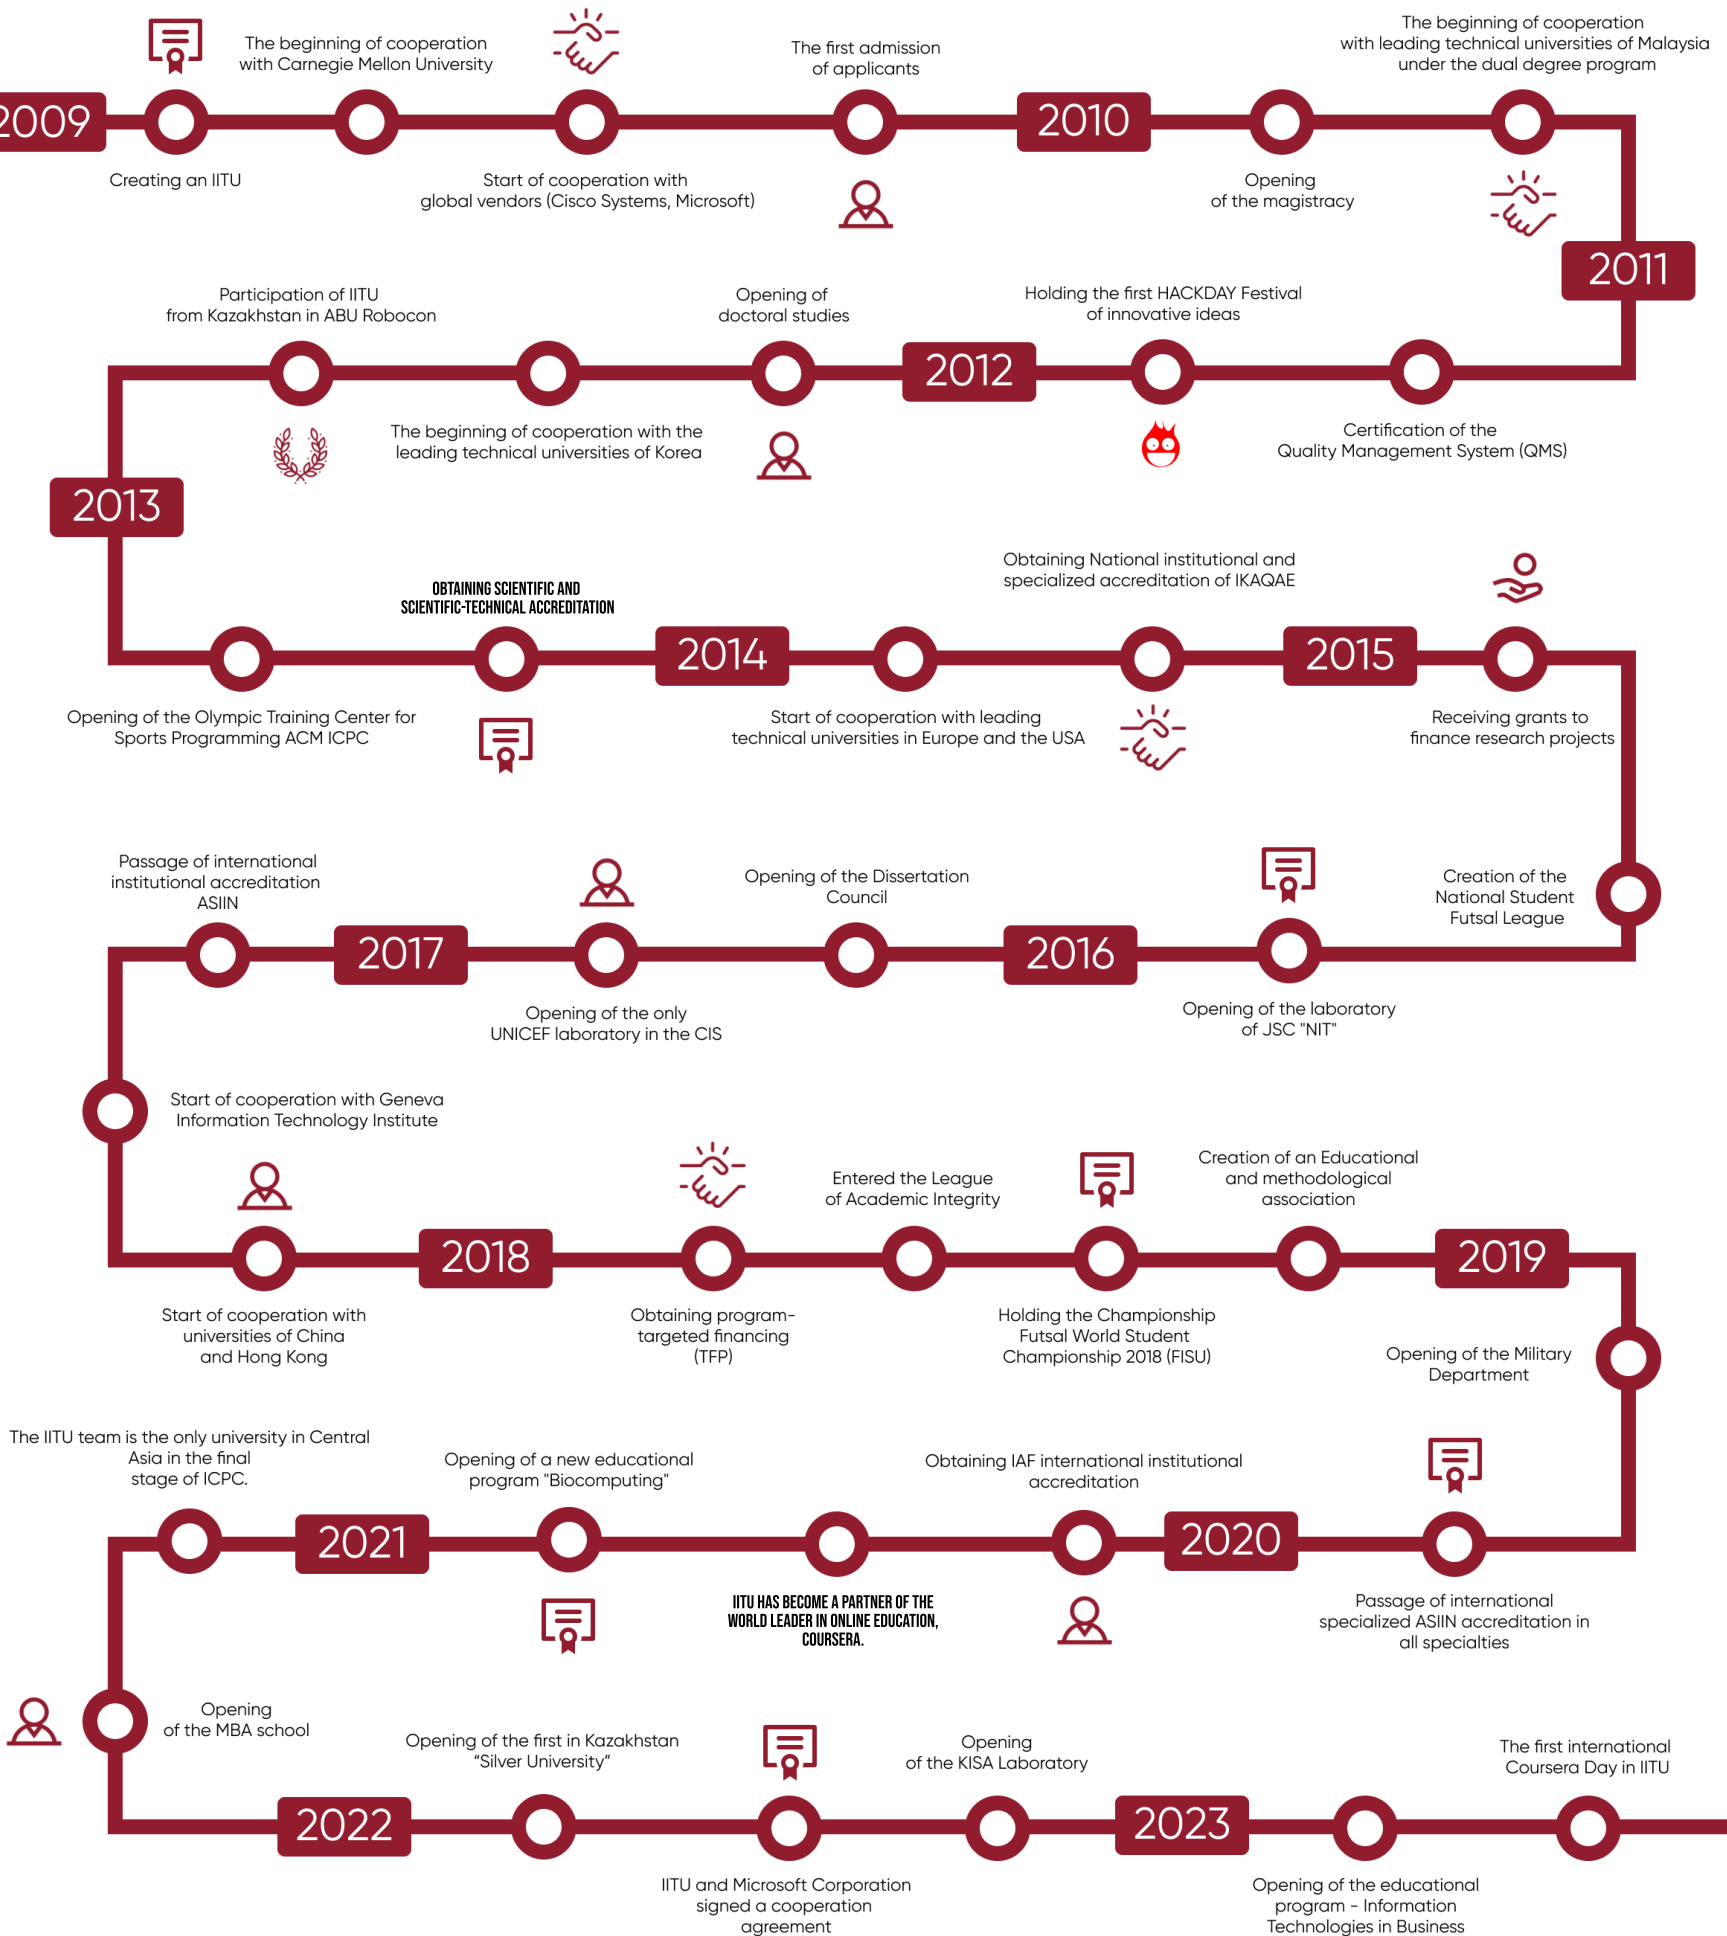 The beginning of cooperation
with Carnegie Mellon University
The first admission
of applicants
The beginning of cooperation
with leading technical universities of Malaysia
under the dual degree program
2009
2010
Creating an IITU
Start of cooperation with
global vendors (Cisco Systems, Microsoft)
Opening
of the magistracy
2011
Participation of IITU
from Kazakhstan in ABU Robocon
Opening of
doctoral studies
Holding the first HACKDAY Festival
of innovative ideas
2012
The beginning of cooperation with the
leading technical universities of Korea
Certification of the
Quality Management System (QMS)
2013
OBTAINING SCIENTIFIC AND
SCIENTIFIC-TECHNICAL ACCREDITATION
Obtaining National institutional and
specialized accreditation of IKAQAE
2014
2015
Opening of the Olympic Training Center for
Sports Programming ACM ICPC
Start of cooperation with leading
technical universities in Europe and the USA
Receiving grants to
finance research projects
Passage of international
institutional accreditation
ASIIN
Opening of the Dissertation
Council
Creation of the
National Student
Futsal League
2017
2016
Opening of the only
UNICEF laboratory in the CIS
Opening of the laboratory
of JSC "NIT"
Start of cooperation with Geneva
Information Technology Institute
Entered the League
of Academic Integrity
Creation of an Educational
and methodological
association
2018
2019
Start of cooperation with
universities of China
and Hong Kong
Obtaining program-
targeted financing
(TFP)
Holding the Championship
Futsal World Student
Championship 2018 (FISU)
Opening of the Military
Department
The IITU team is the only university in Central
Asia in the final
stage of ICPC.
Opening of a new educational
program "Biocomputing"
Obtaining IAF international institutional
accreditation
2021
2020
IITU HAS BECOME A PARTNER OF THE
WORLD LEADER IN ONLINE EDUCATION,
COURSERA.
Passage of international
specialized ASIIN accreditation in
all specialties
Opening
of the MBA school
Opening of the first in Kazakhstan
“Silver University”
Opening
of the KISA Laboratory
The first international
Coursera Day in IITU
2022
2023
IITU and Microsoft Corporation
signed a cooperation
agreement
Opening of the educational
program - Information
Technologies in Business